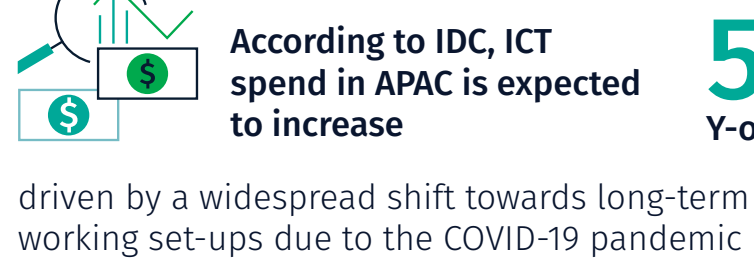 According to IDC, ICT
spend in APAC is expected
to increase
5
Y-o
driven by a widespread shift towards long-term
working set-ups due to the COVID-19 pandemic
$
$